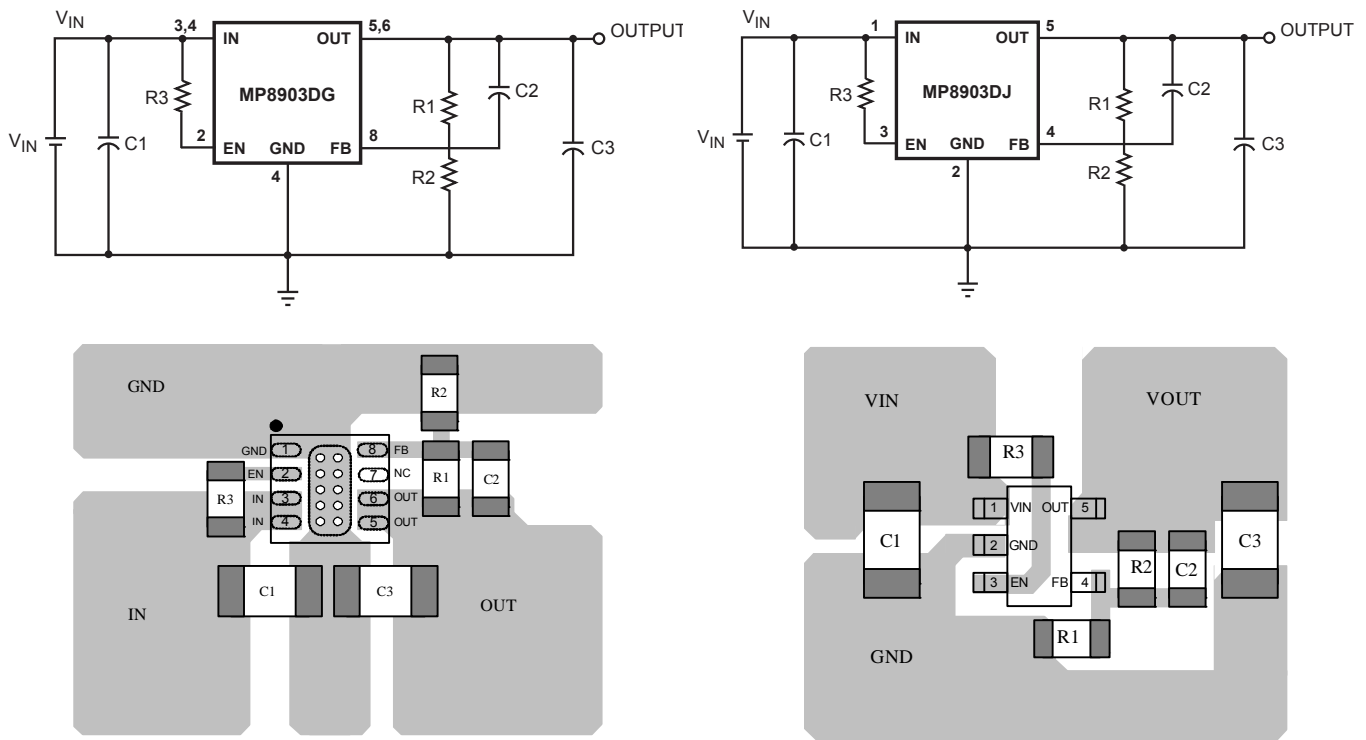 VIN
3,4
IN
OUT
5,6
OUTPUT
R3
MP8903DG
R1
C2
VIN
C1
2
EN
GND
FB
8
R2
C3
4
VIN
1
IN
OUT
5
OUTPUT
R3
MP8903DJ
R1
C2
VIN
C1
3
EN
GND
FB
4
R2
C3
2
GND
R2
GND
1
8
FB
EN
2
7
NC
R3
IN
3
6
OUT
R1
C2
IN
4
5
OUT
C1
C3
IN
OUT
VIN
VOUT
R3
1
VIN
OUT
5
C1
2
GND
C3
R2
C2
3
EN
FB
4
R1
GND